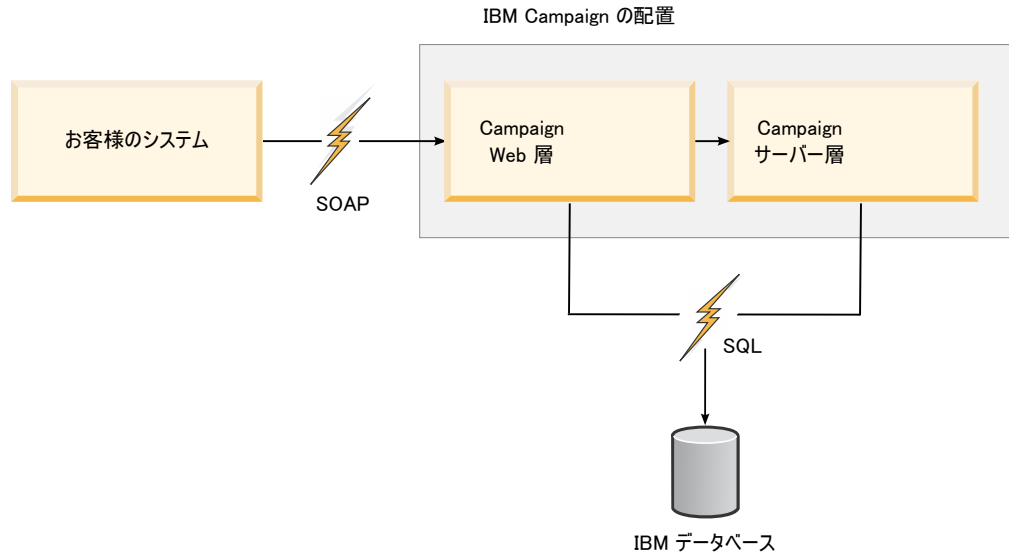 IBM Campaign の配置
お客様のシステム
SOAP
Campaign
Web 層
Campaign
サーバー層
SQL
IBM データベース